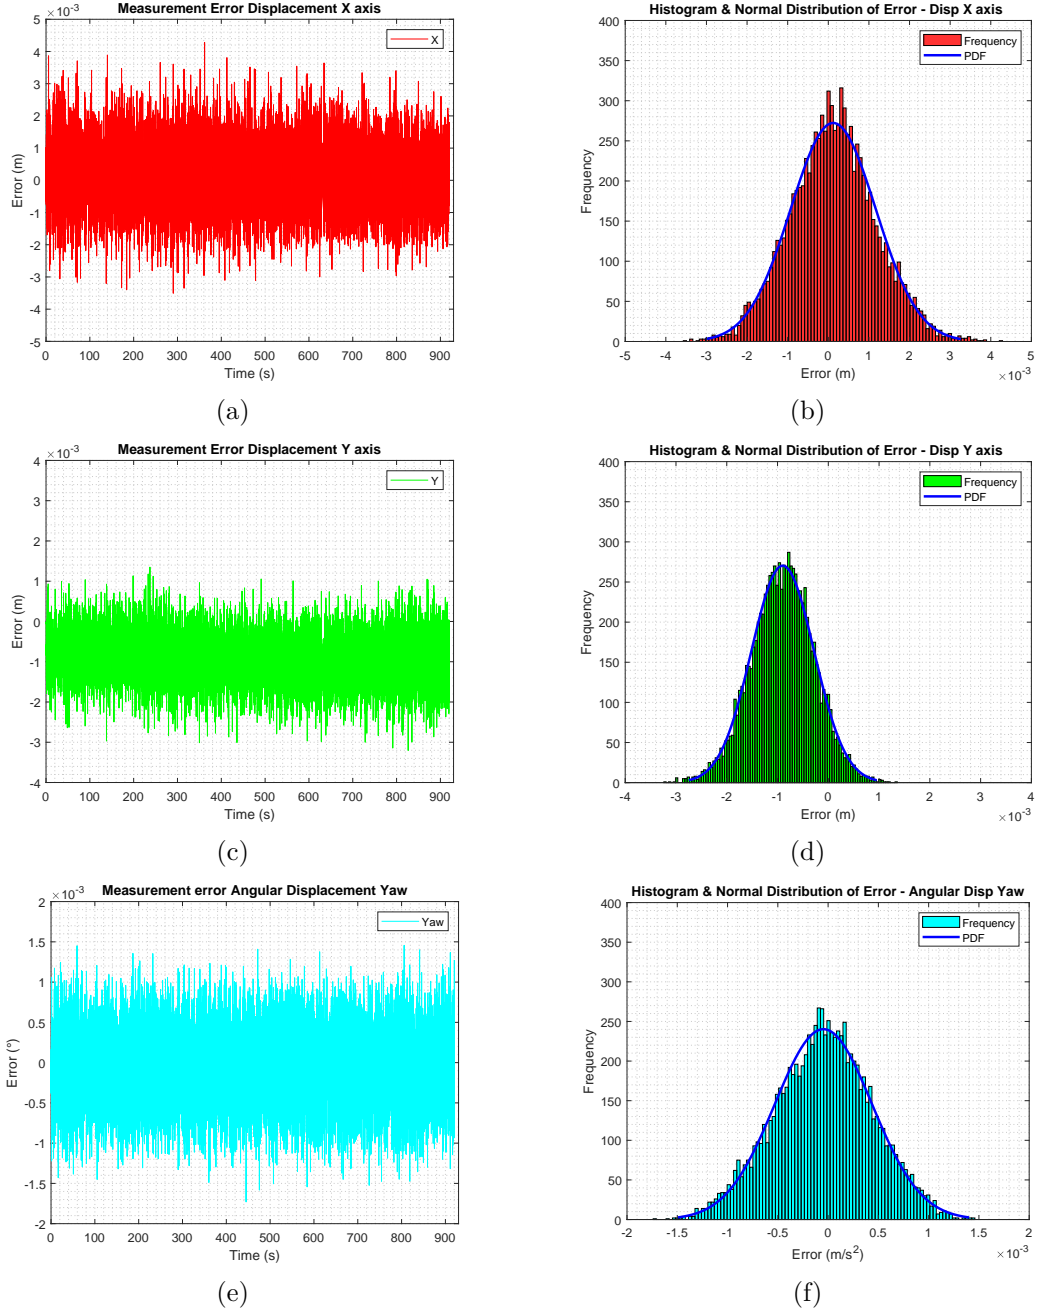 Measurement Error Displacement X axis
×10-3
5
4
3
2
1
0
-1
-2
-3
-4
-5
Error (m)
X
0 100 200 300 400 500 600 700 800 900
Time (s)
(a)
Histogram & Normal Distribution of Error - Disp X axis
400
350
300
250
200
150
100
50
0
Frequency
Frequency
PDF
-5 -4 -3 -2 -1 0 1 2 3 4 5
Error (m)
×10-3
(b)
Measurement Error Displacement Y axis
×10-3
4
3
2
1
0
-1
-2
-3
-4
Error (m)
Y
0 100 200 300 400 500 600 700 800 900
Time (s)
(c)
Histogram & Normal Distribution of Error - Disp Y axis
400
350
300
250
200
150
100
50
0
Frequency
Frequency
PDF
-4 -3 -2 -1 0 1 2 3 4
Error (m)
×10-3
(d)
Measurement error Angular Displacement Yaw
×10-3
2
1.5
1
0.5
0
-0.5
-1
-1.5
-2
Error (°)
Yaw
0 100 200 300 400 500 600 700 800 900
Time (s)
(e)
Histogram & Normal Distribution of Error - Angular Disp Yaw
400
350
300
250
200
150
100
50
0
Frequency
Frequency
PDF
-2 -1.5 -1 -0.5 0 0.5 1 1.5 2
Error (m/s²)
×10-3
(f)